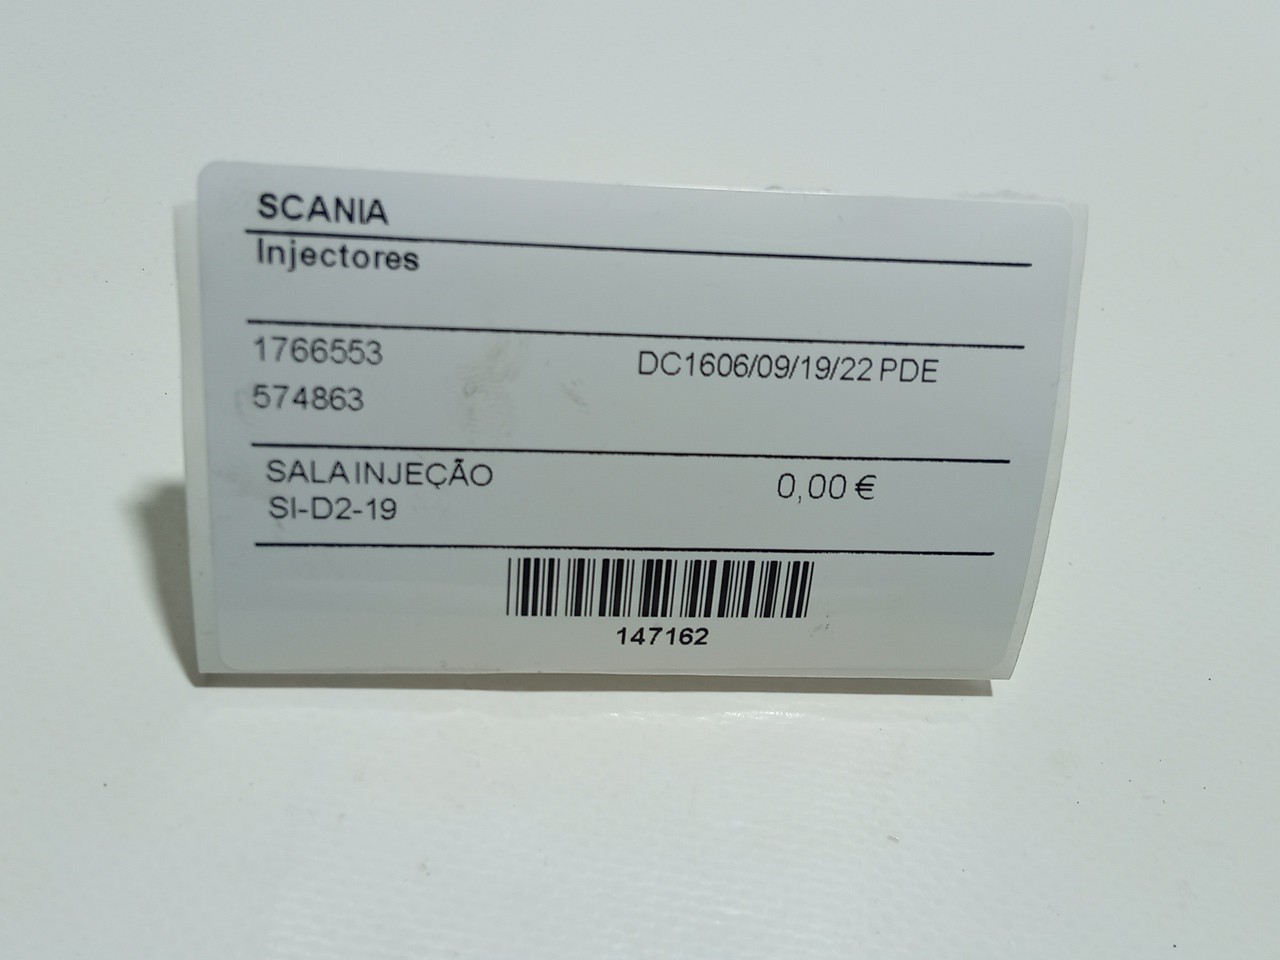 SCANIA
Injectores
1766553 DC1606/09/19/22 PDE
574863
SALA INJEÇÃO 0,00 €
SI-D2-19
147162